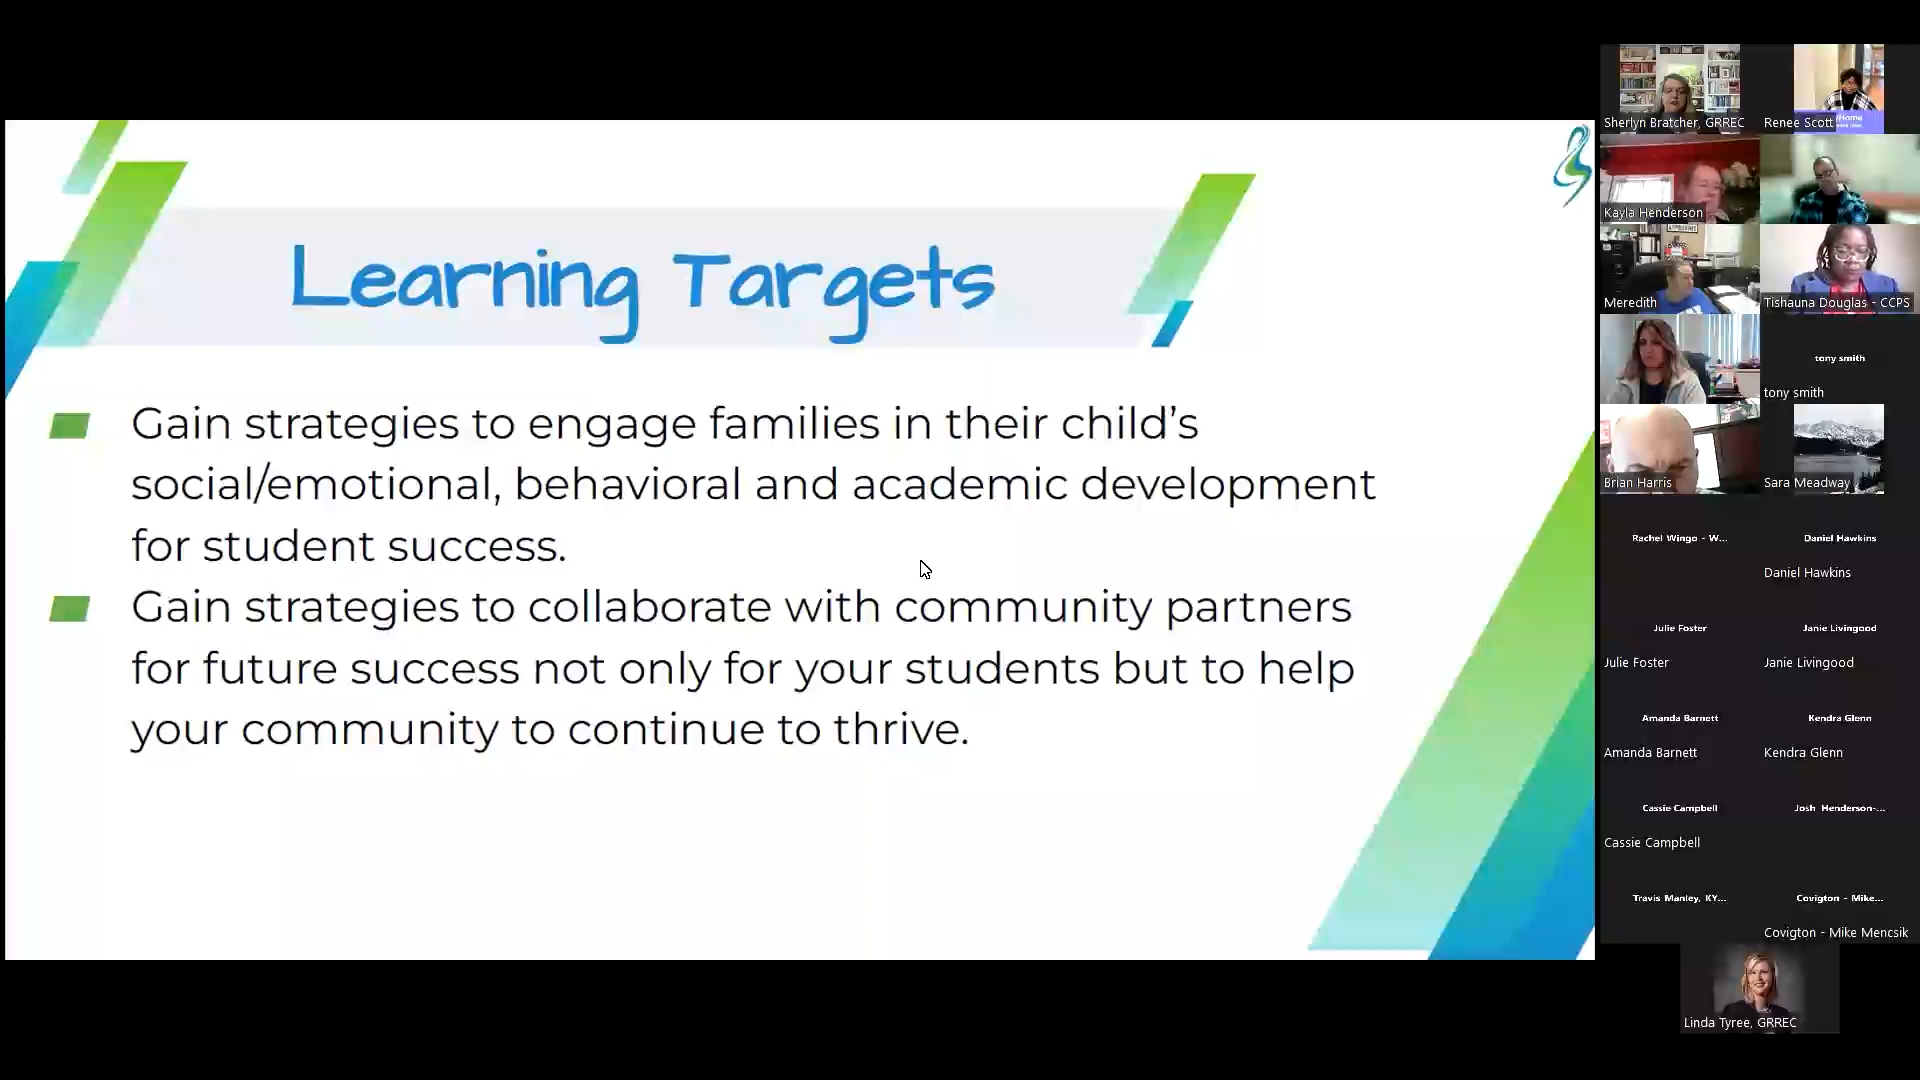 Learning Targets
Gain strategies to engage families in their child’s
social/emotional, behavioral and academic development
for student success.
Gain strategies to collaborate with community partners
for future success not only for your students but to help
your community to continue to thrive.
Sherlyn Bratcher, GRREC
Renee Scott
Kayla Henderson
Meredith
Tishauna Douglas - CCPS
tony smith
tony smith
Brian Harris
Sara Meadway
Rachel Wingo - W...
Daniel Hawkins
Daniel Hawkins
Julie Foster
Janie Livingood
Julie Foster
Janie Livingood
Amanda Barnett
Kendra Glenn
Amanda Barnett
Kendra Glenn
Cassie Campbell
Josh Henderson-...
Cassie Campbell
Travis Manley, KY...
Covigton - Mike...
Covigton - Mike Mencsik
Linda Tyree, GRREC